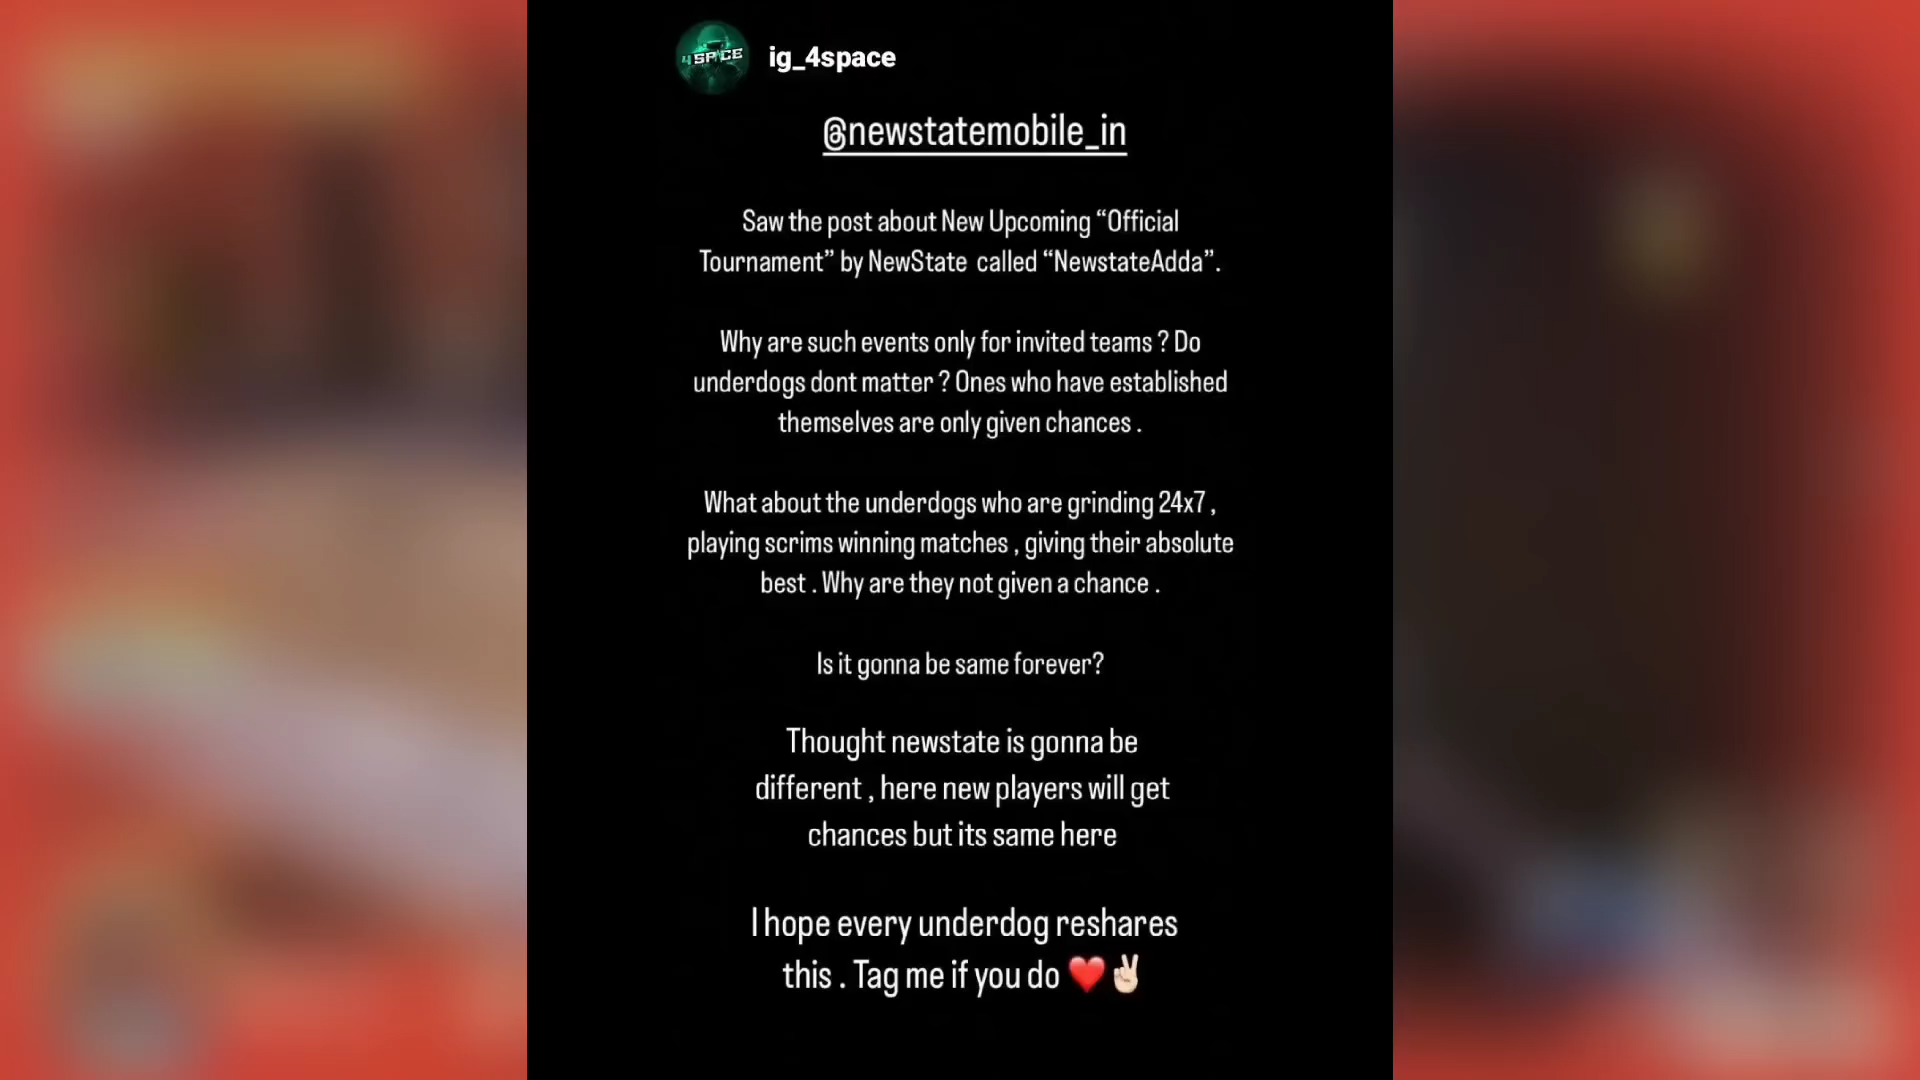 4SPACE
ig_4space
@newstatemobile_in
Saw the post about New Upcoming “Official
Tournament” by NewState called “NewstateAdda”.
Why are such events only for invited teams ? Do
underdogs dont matter ? Ones who have established
themselves are only given chances .
What about the underdogs who are grinding 24x7 ,
playing scrims winning matches , giving their absolute
best . Why are they not given a chance .
Is it gonna be same forever?
Thought newstate is gonna be
different , here new players will get
chances but its same here
I hope every underdog reshares
this . Tag me if you do ❤️✌🏻